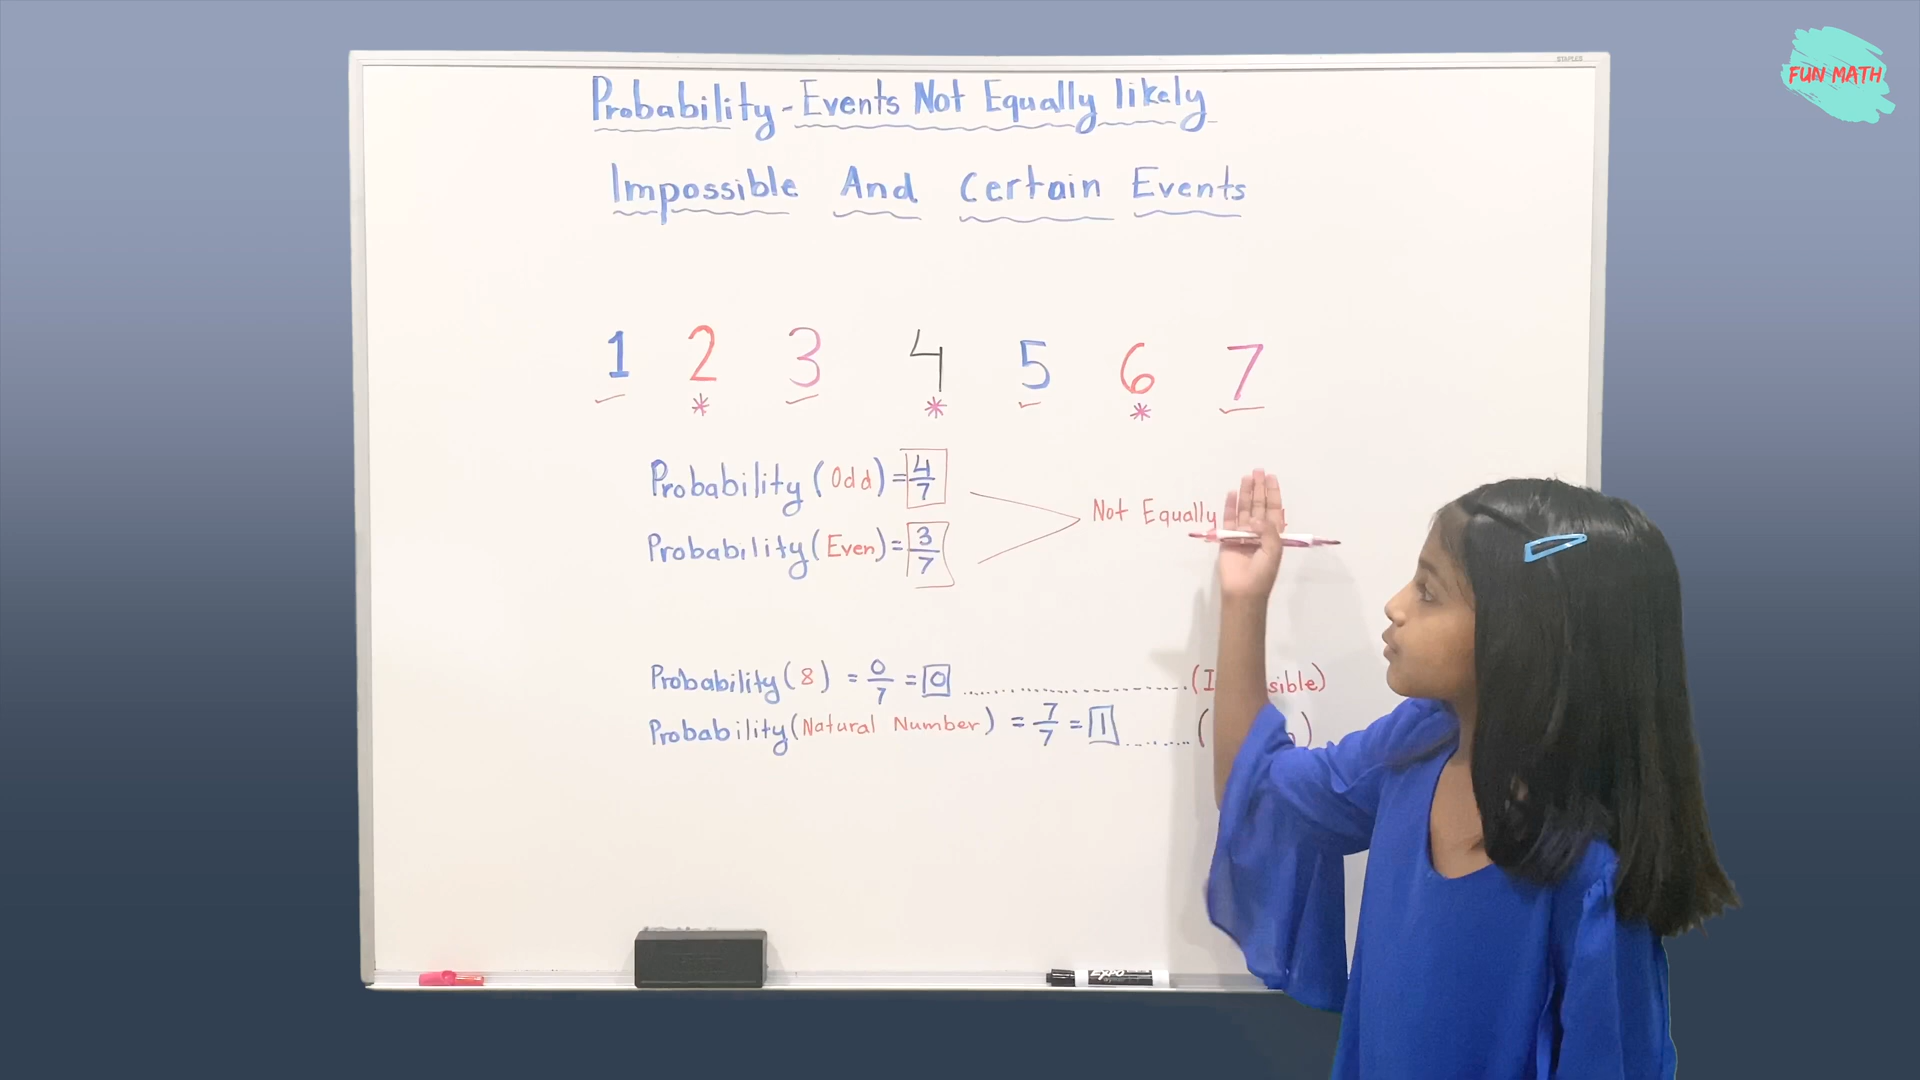 STAPLES
FUN MATH
Probability - Events Not Equally likely
Impossible And Certain Events
1 2 3 4 5 6 7
* * *
Probability (Odd) = 4/7
Not Equally
Probability (Even) = 3/7
Probability (8) = 0/7 = 0 (I sible)
Probability (Natural Number) = 7/7 = 1 ( )
EXPO